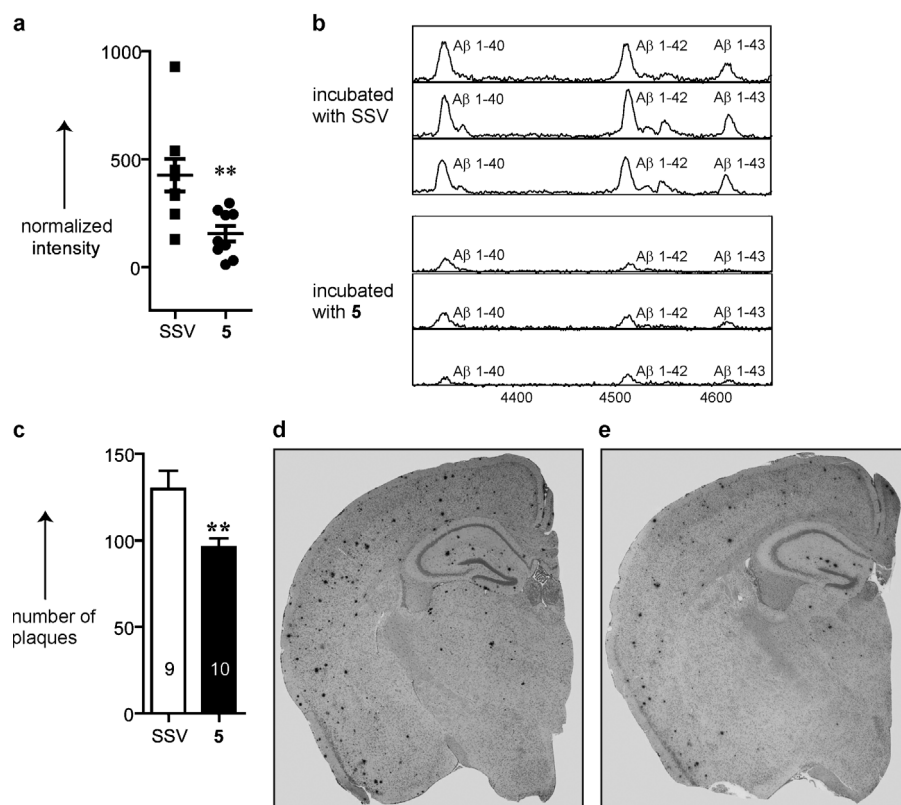 a
1000
500
0
**
normalized
intensity
SSV
5
b
incubated
with SSV
Aβ 1-40
Aβ 1-42
Aβ 1-43
Aβ 1-40
Aβ 1-42
Aβ 1-43
Aβ 1-40
Aβ 1-42
Aβ 1-43
incubated
with 5
Aβ 1-40
Aβ 1-42
Aβ 1-43
Aβ 1-40
Aβ 1-42
Aβ 1-43
Aβ 1-40
Aβ 1-42
Aβ 1-43
4400
4500
4600
c
150
100
50
0
**
number of
plaques
9
10
SSV
5
d
e